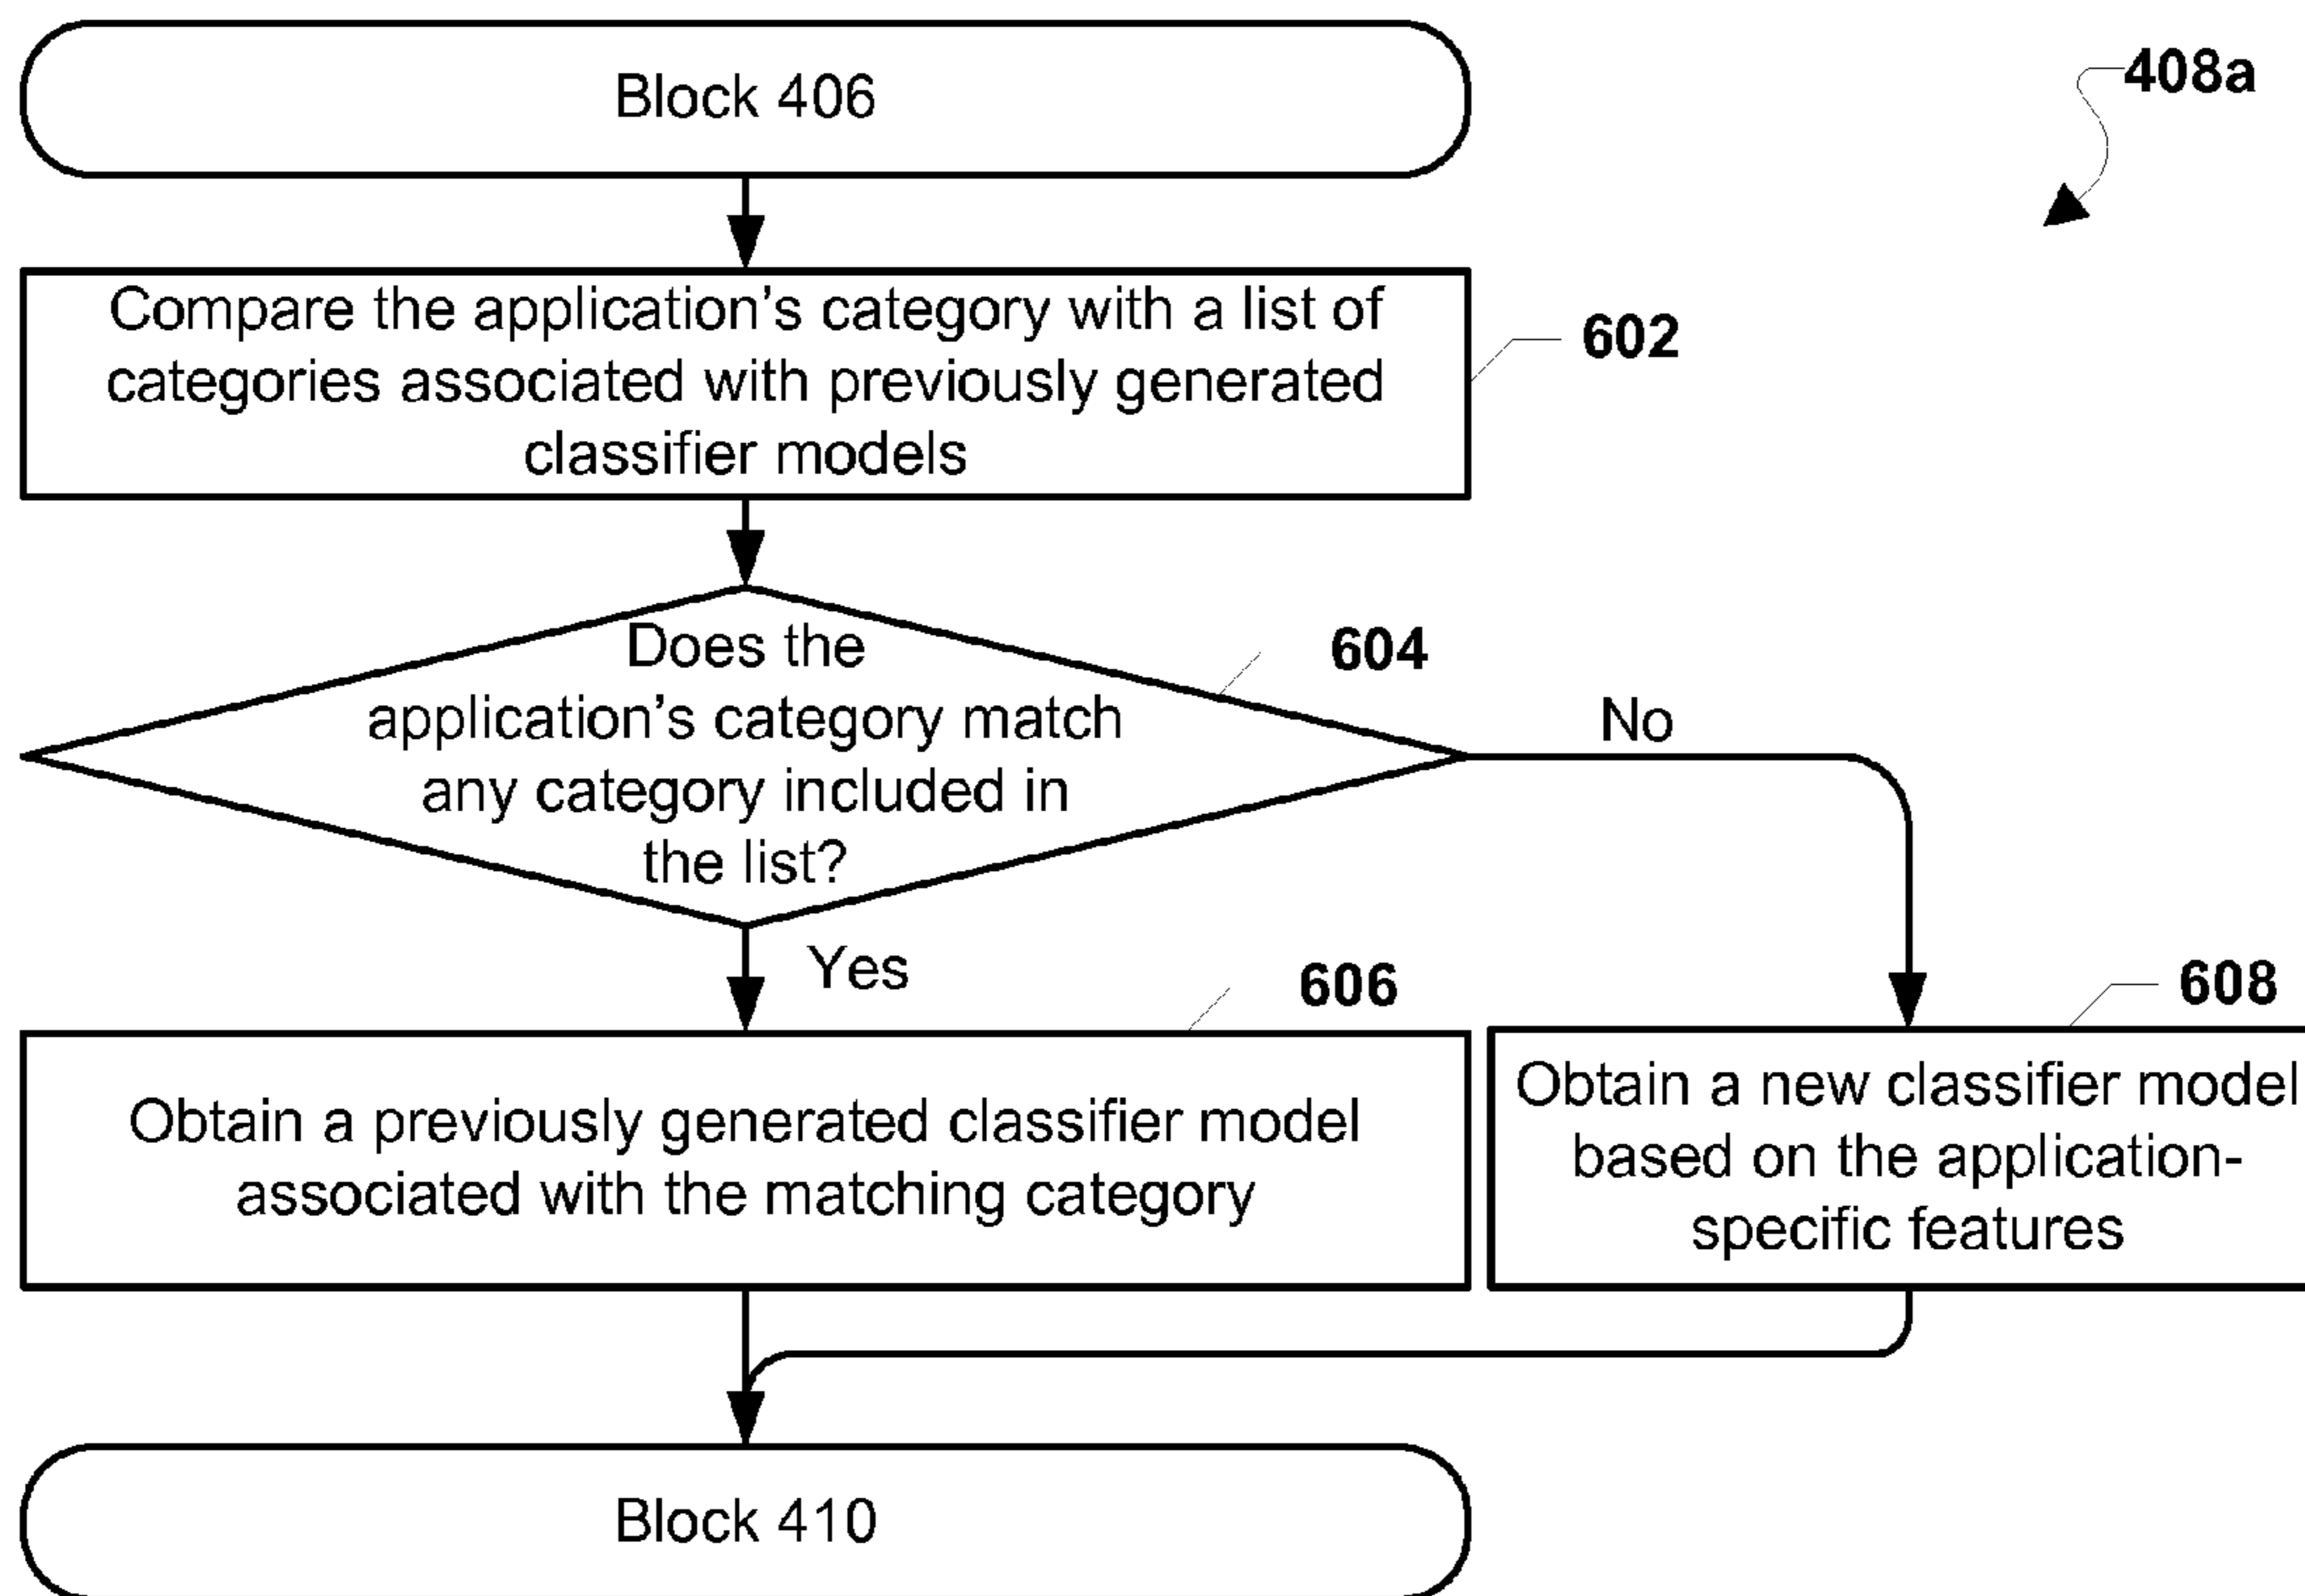 Block 406
408a
Compare the application’s category with a list of
categories associated with previously generated
classifier models
602
Does the
application’s category match
any category included in
the list?
604
No
Yes
606
608
Obtain a previously generated classifier model
associated with the matching category
Obtain a new classifier model
based on the application-
specific features
Block 410